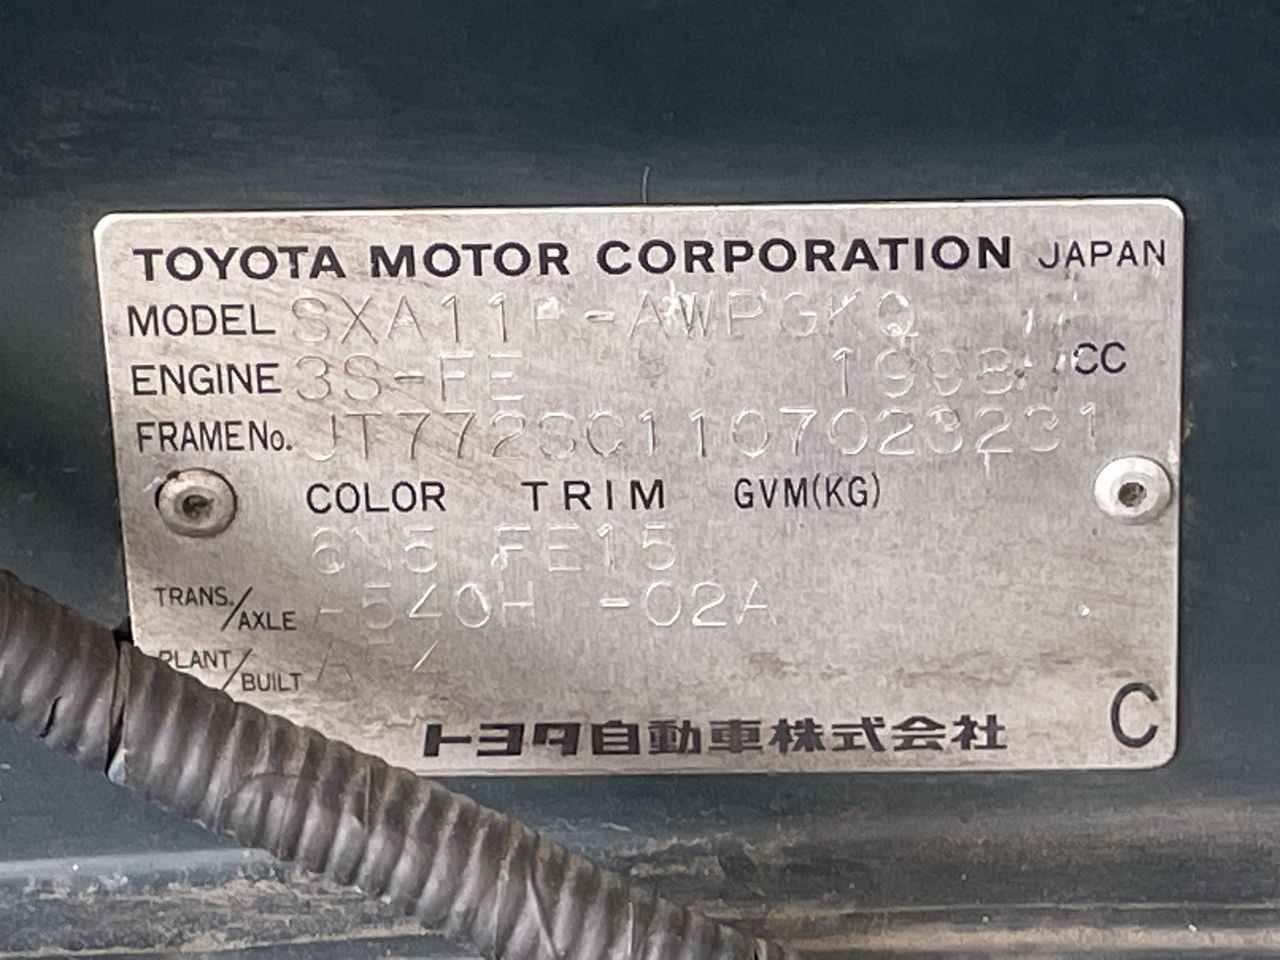 TOYOTA MOTOR CORPORATION JAPAN
MODEL SXA11R-AWPGKQ
ENGINE 3S-FE 1998 CC
FRAME No. JT772SC1107023231
COLOR TRIM GVM(KG)
6N5 FE15
TRANS./AXLE A540H -02A
PLANT/BUILT A /
トヨタ自動車株式会社
C